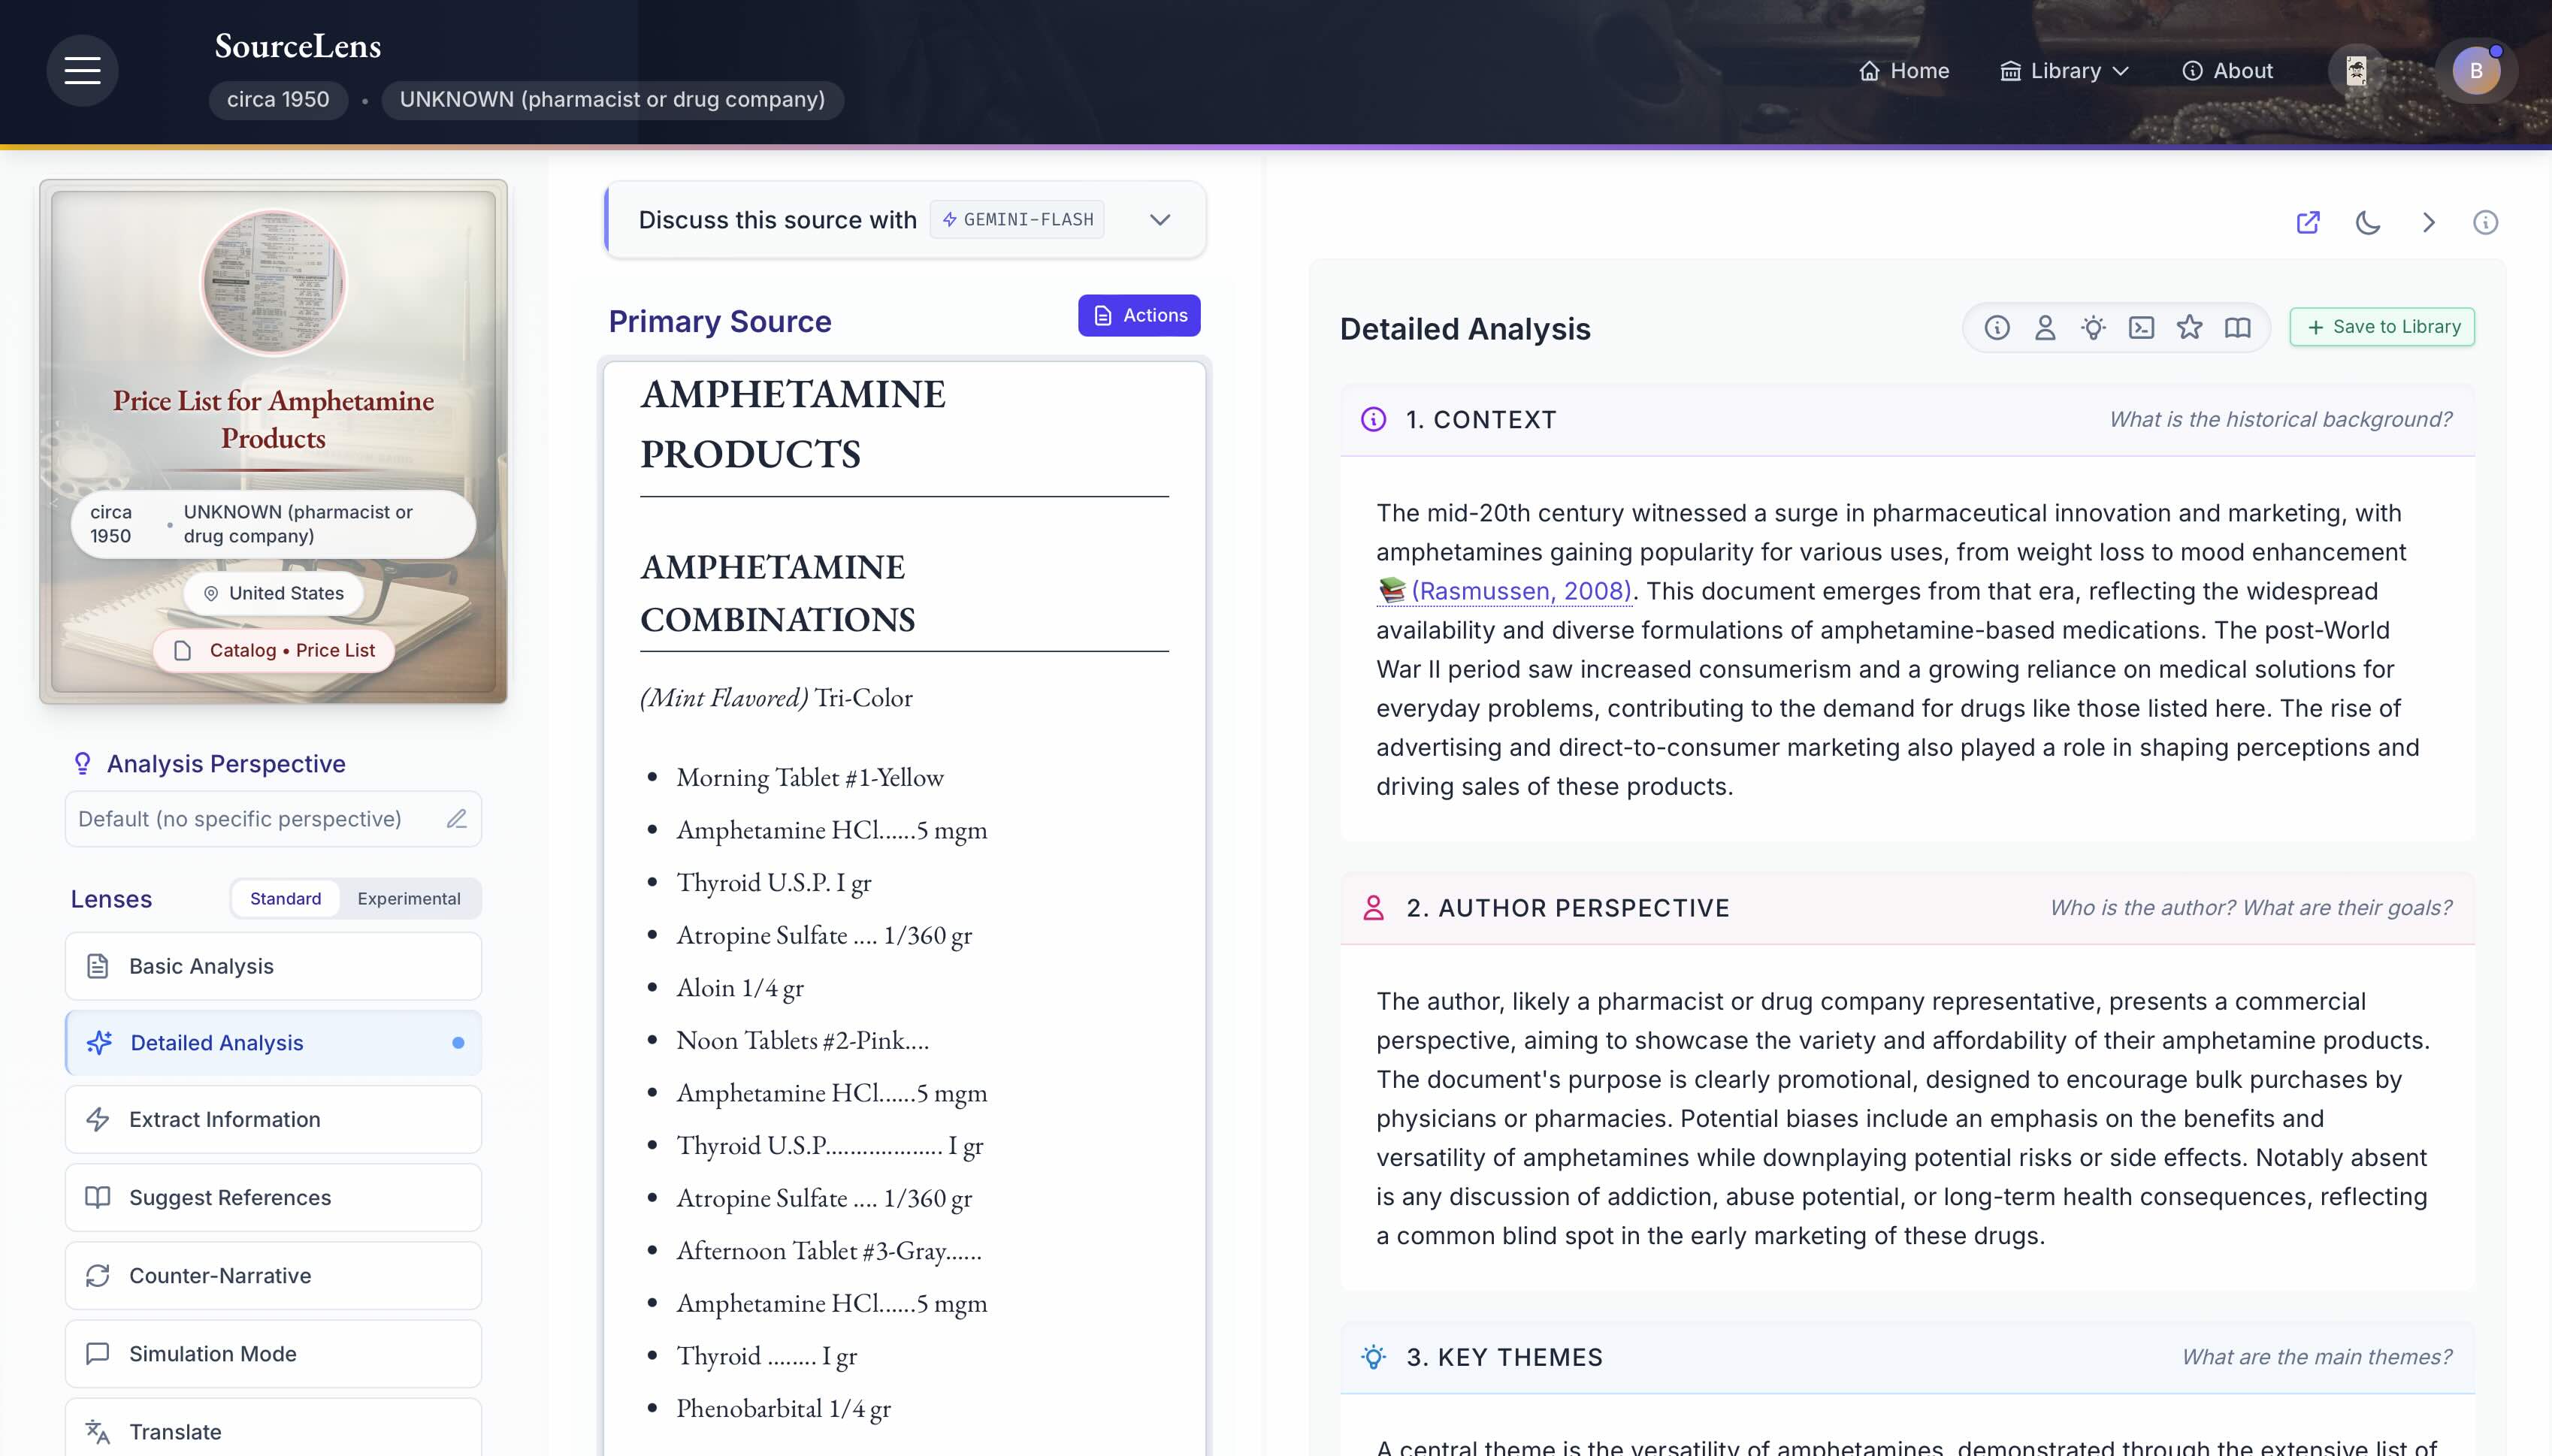 SourceLens
circa 1950 • UNKNOWN (pharmacist or drug company)
Home
Library
About
B
Price List for Amphetamine
Products
circa
1950
•
UNKNOWN (pharmacist or
drug company)
United States
Catalog • Price List
Analysis Perspective
Default (no specific perspective)
Lenses
Standard
Experimental
Basic Analysis
Detailed Analysis
Extract Information
Suggest References
Counter-Narrative
Simulation Mode
Translate
Discuss this source with GEMINI-FLASH
Primary Source
Actions
AMPHETAMINE
PRODUCTS
AMPHETAMINE
COMBINATIONS
(Mint Flavored) Tri-Color
• Morning Tablet #1-Yellow
• Amphetamine HCl......5 mgm
• Thyroid U.S.P. I gr
• Atropine Sulfate .... 1/360 gr
• Aloin 1/4 gr
• Noon Tablets #2-Pink....
• Amphetamine HCl......5 mgm
• Thyroid U.S.P................... I gr
• Atropine Sulfate .... 1/360 gr
• Afternoon Tablet #3-Gray......
• Amphetamine HCl......5 mgm
• Thyroid ........ I gr
• Phenobarbital 1/4 gr
Detailed Analysis
+ Save to Library
1. CONTEXT
What is the historical background?
The mid-20th century witnessed a surge in pharmaceutical innovation and marketing, with
amphetamines gaining popularity for various uses, from weight loss to mood enhancement
📚 (Rasmussen, 2008). This document emerges from that era, reflecting the widespread
availability and diverse formulations of amphetamine-based medications. The post-World
War II period saw increased consumerism and a growing reliance on medical solutions for
everyday problems, contributing to the demand for drugs like those listed here. The rise of
advertising and direct-to-consumer marketing also played a role in shaping perceptions and
driving sales of these products.
2. AUTHOR PERSPECTIVE
Who is the author? What are their goals?
The author, likely a pharmacist or drug company representative, presents a commercial
perspective, aiming to showcase the variety and affordability of their amphetamine products.
The document's purpose is clearly promotional, designed to encourage bulk purchases by
physicians or pharmacies. Potential biases include an emphasis on the benefits and
versatility of amphetamines while downplaying potential risks or side effects. Notably absent
is any discussion of addiction, abuse potential, or long-term health consequences, reflecting
a common blind spot in the early marketing of these drugs.
3. KEY THEMES
What are the main themes?
A central theme is the versatility of amphetamines, demonstrated through the extensive list of